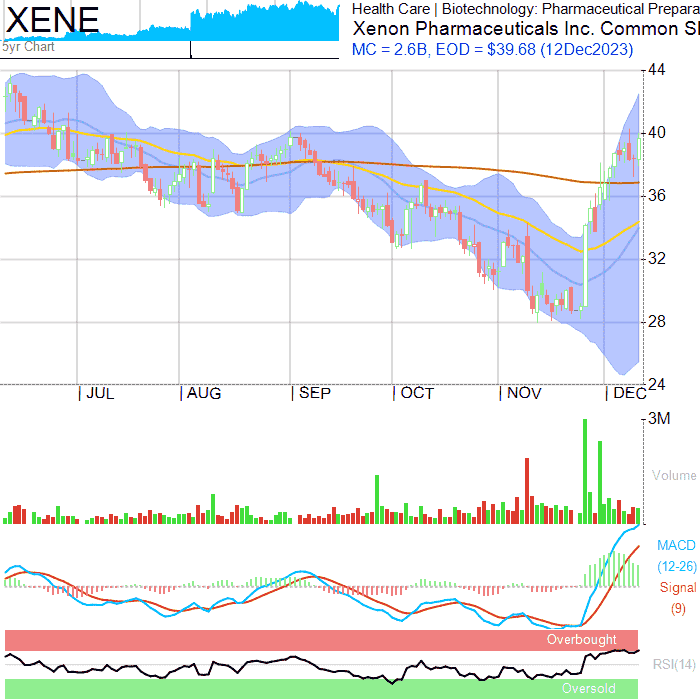 XENE
5yr Chart
Health Care | Biotechnology: Pharmaceutical Prepara
Xenon Pharmaceuticals Inc. Common
MC = 2.6B, EOD = $39.68 (12Dec2023)
44
40
36
32
28
24
JUL AUG SEP OCT NOV DEC
3M
Volume
MACD
(12-26)
Signal
(9)
Overbought
RSI(14)
Oversold